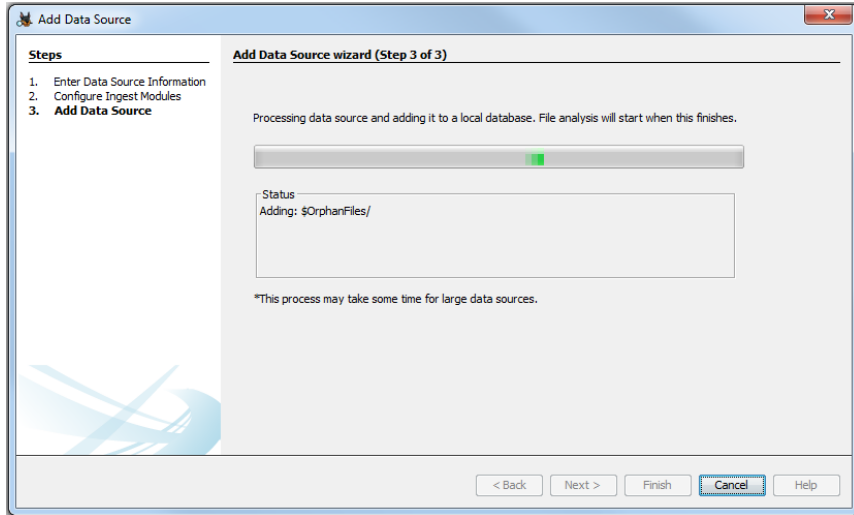 Add Data Source
Steps
1. Enter Data Source Information
2. Configure Ingest Modules
3. Add Data Source
Add Data Source wizard (Step 3 of 3)
Processing data source and adding it to a local database. File analysis will start when this finishes.
Status
Adding: $OrphanFiles/
*This process may take some time for large data sources.
< Back Next > Finish Cancel Help